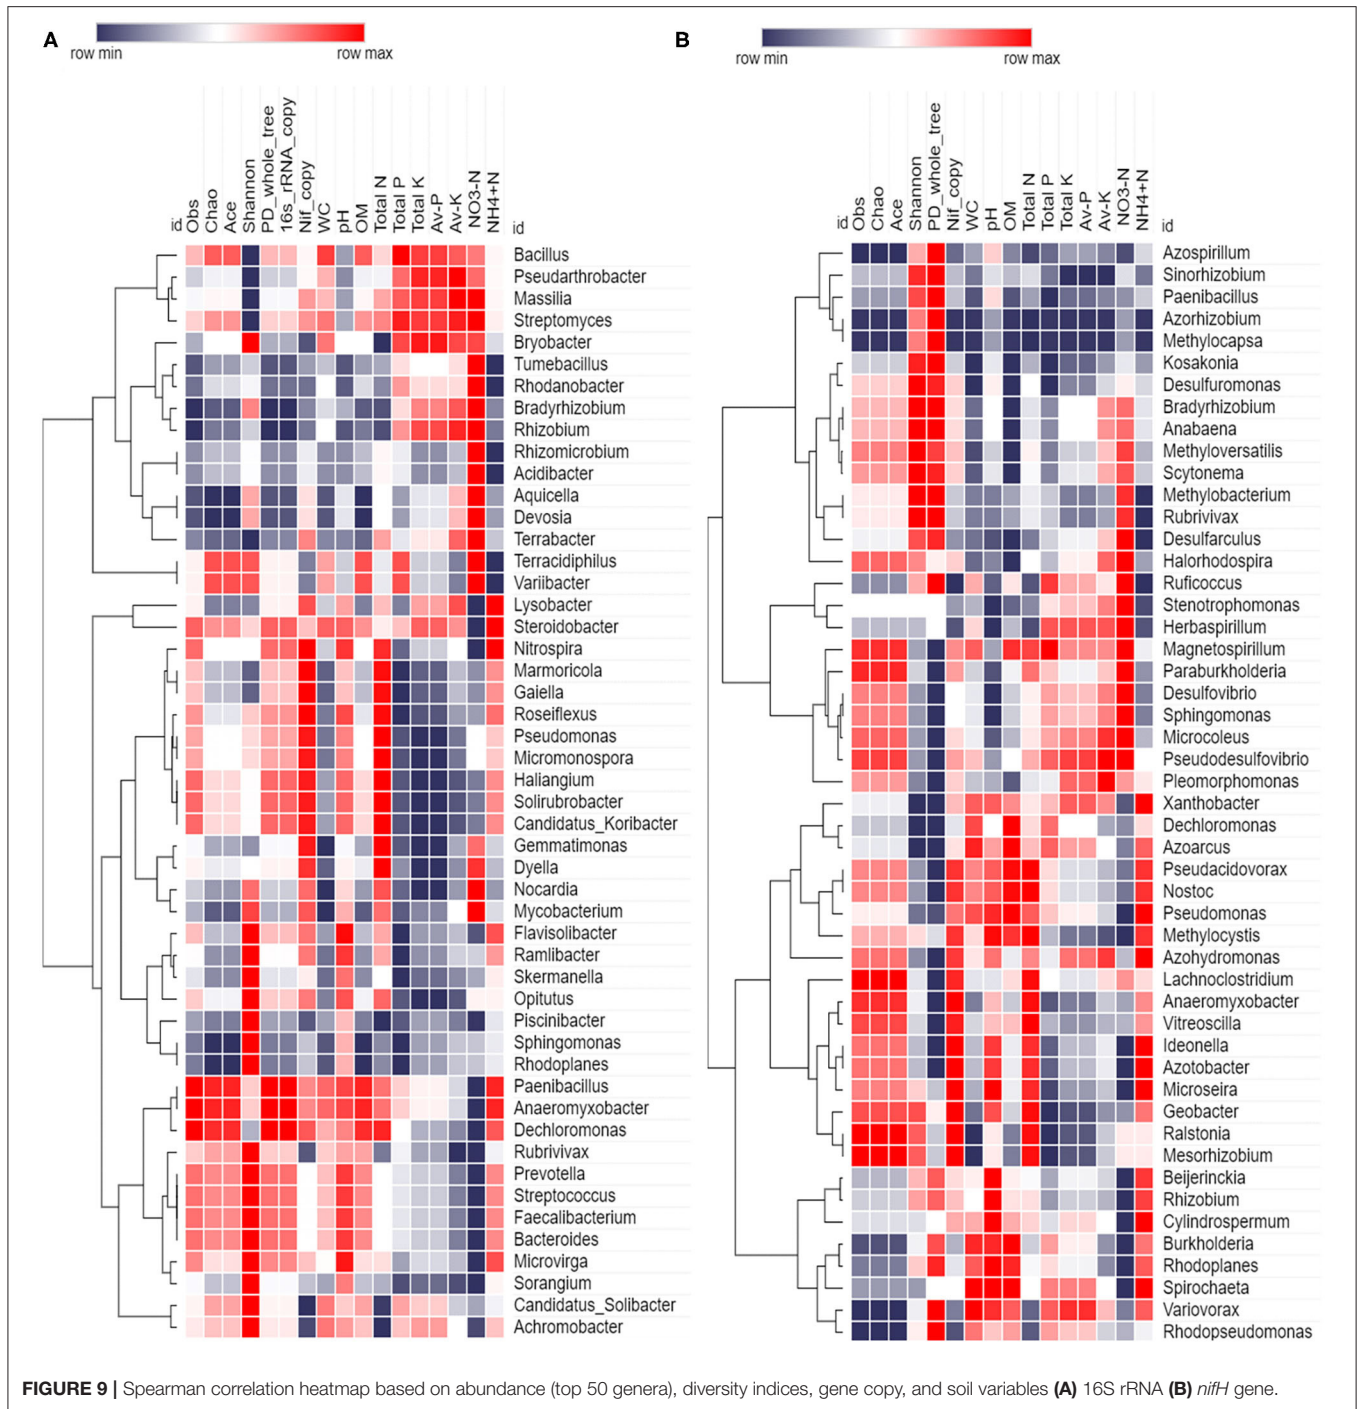 A
row min row max
id Obs Chao Ace Shannon PD_whole_tree 16s_rRNA_copy Nif_copy WC pH OM Total N Total P Total K Av-P Av-K NO3-N NH4+N id
Bacillus
Pseudarthrobacter
Massilia
Streptomyces
Bryobacter
Tumebacillus
Rhodanobacter
Bradyrhizobium
Rhizobium
Rhizomicrobium
Acidibacter
Aquicella
Devosia
Terrabacter
Terracidiphilus
Variibacter
Lysobacter
Steroidobacter
Nitrospira
Marmoricola
Gaiella
Roseiflexus
Pseudomonas
Micromonospora
Haliangium
Solirubrobacter
Candidatus_Koribacter
Gemmatimonas
Dyella
Nocardia
Mycobacterium
Flavisolibacter
Ramlibacter
Skermanella
Opitutus
Piscinibacter
Sphingomonas
Rhodoplanes
Paenibacillus
Anaeromyxobacter
Dechloromonas
Rubrivivax
Prevotella
Streptococcus
Faecalibacterium
Bacteroides
Microvirga
Sorangium
Candidatus_Solibacter
Achromobacter
B
row min row max
id Obs Chao Ace Shannon PD_whole_tree Nif_copy WC pH OM Total N Total P Total K Av-P Av-K NO3-N NH4+N id
Azospirillum
Sinorhizobium
Paenibacillus
Azorhizobium
Methylocapsa
Kosakonia
Desulfuromonas
Bradyrhizobium
Anabaena
Methyloversatilis
Scytonema
Methylobacterium
Rubrivivax
Desulfarculus
Halorhodospira
Ruficoccus
Stenotrophomonas
Herbaspirillum
Magnetospirillum
Paraburkholderia
Desulfovibrio
Sphingomonas
Microcoleus
Pseudodesulfovibrio
Pleomorphomonas
Xanthobacter
Dechloromonas
Azoarcus
Pseudacidovorax
Nostoc
Pseudomonas
Methylocystis
Azohydromonas
Lachnoclostridium
Anaeromyxobacter
Vitreoscilla
Ideonella
Azotobacter
Microseira
Geobacter
Ralstonia
Mesorhizobium
Beijerinckia
Rhizobium
Cylindrospermum
Burkholderia
Rhodoplanes
Spirochaeta
Variovorax
Rhodopseudomonas
FIGURE 9 | Spearman correlation heatmap based on abundance (top 50 genera), diversity indices, gene copy, and soil variables (A) 16S rRNA (B) nifH gene.